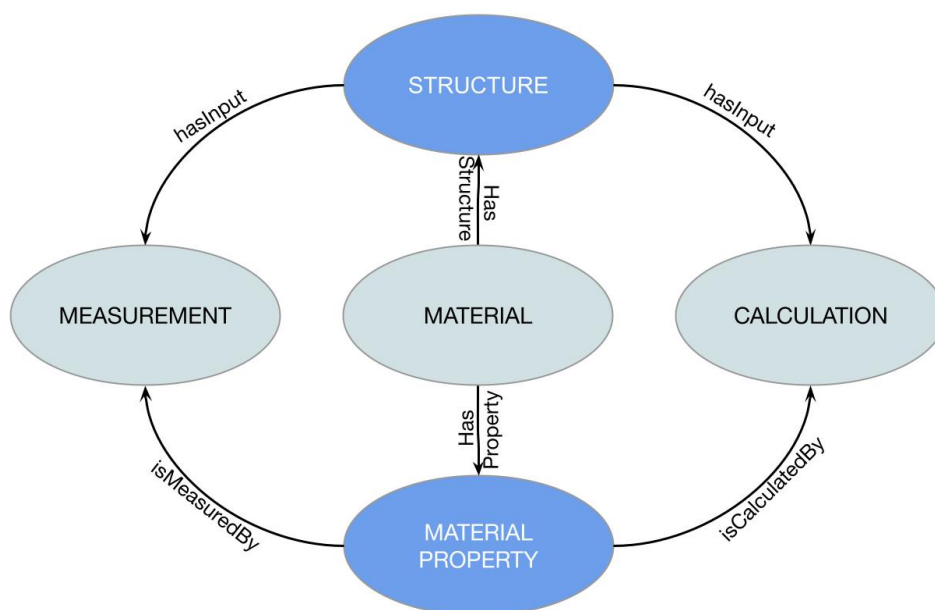 STRUCTURE
hasInput
hasInput
Has
Structure
MEASUREMENT
MATERIAL
CALCULATION
Has
Property
isMeasuredBy
isCalculatedBy
MATERIAL
PROPERTY